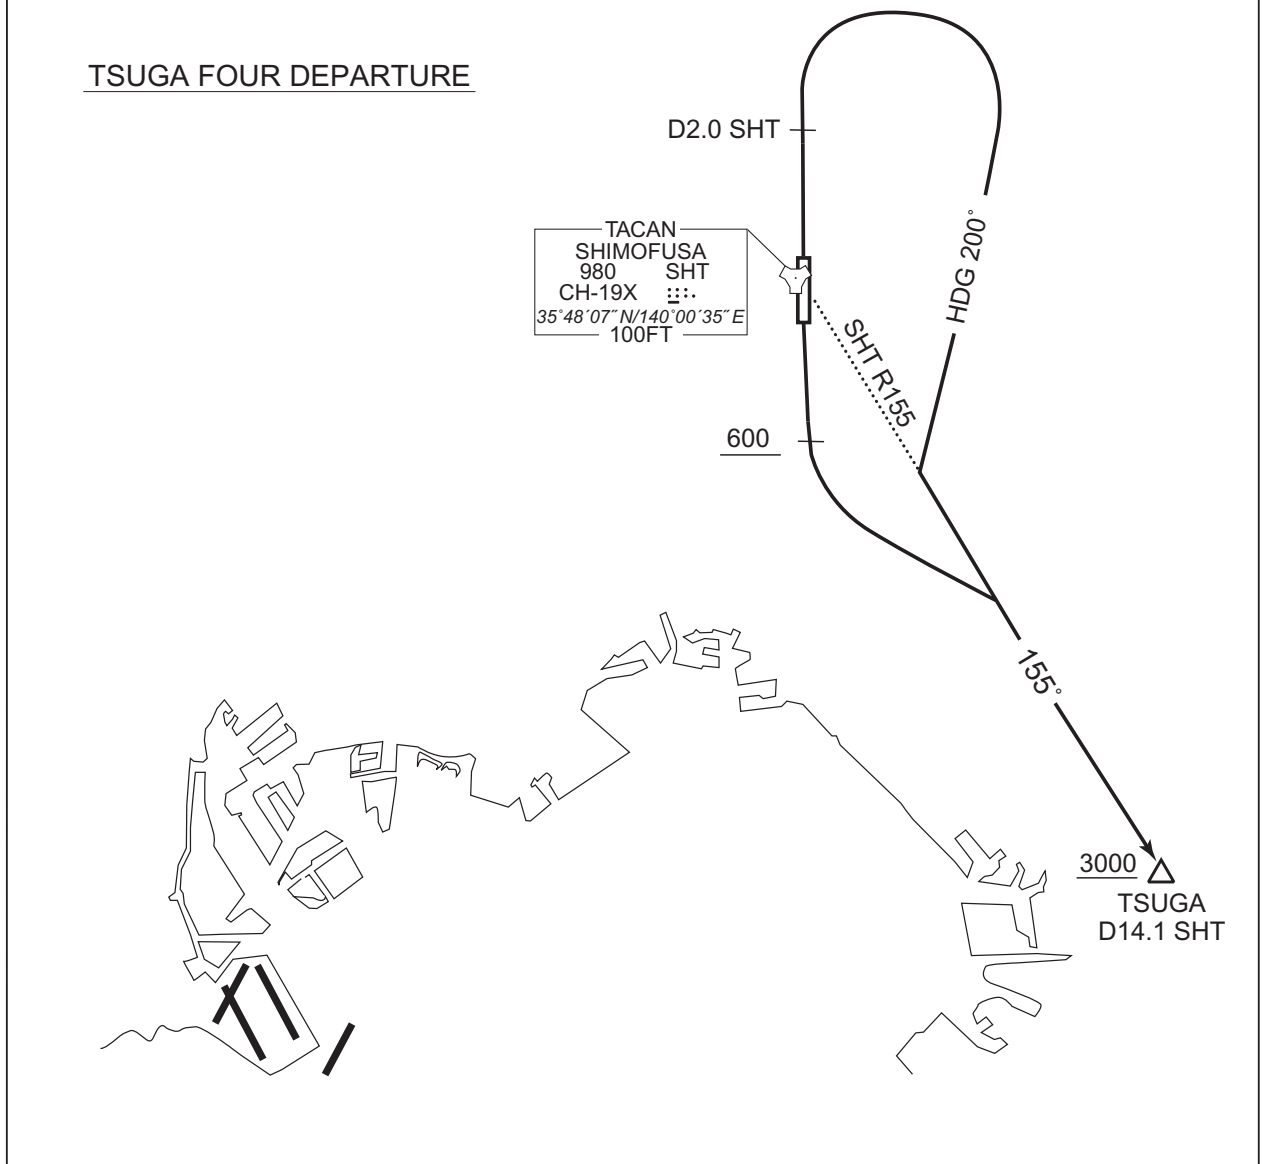 TSUGA FOUR DEPARTURE
D2.0 SHT
TACAN
SHIMOFUSA
980 SHT
CH-19X
35°48´07˝N/140°00´35˝E
100FT
HDG 200°
SHT R155
600
155°
3000
TSUGA
D14.1 SHT